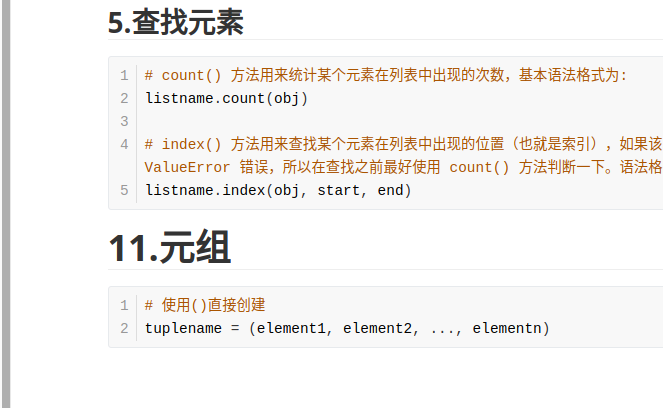 5.查找元素
1 # count() 方法用来统计某个元素在列表中出现的次数，基本语法格式为:
2 listname.count(obj)
3
4 # index() 方法用来查找某个元素在列表中出现的位置（也就是索引），如果该
ValueError 错误，所以在查找之前最好使用 count() 方法判断一下。语法格
5 listname.index(obj, start, end)
11.元组
1 # 使用()直接创建
2 tuplename = (element1, element2, ..., elementn)